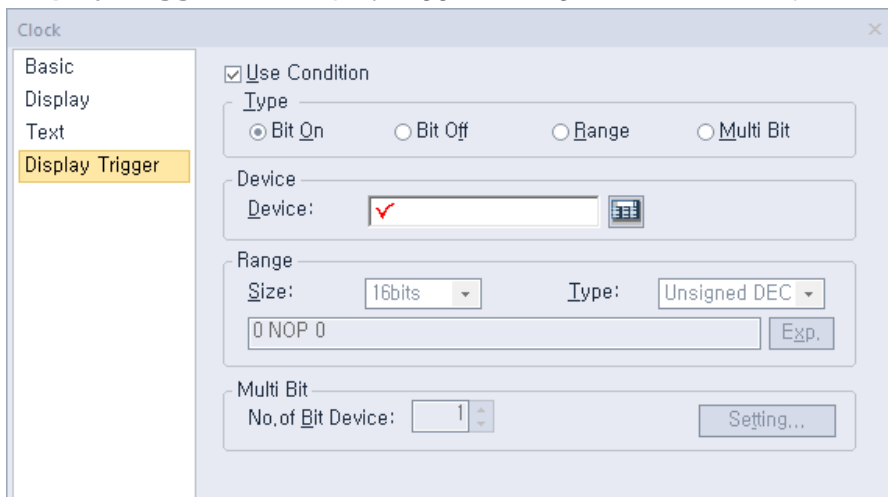 Clock
Basic
Display
Text
Display Trigger
Use Condition
Type
Bit On Bit Off Range Multi Bit
Device
Device:
Range
Size: 16bits Type: Unsigned DEC
0 NOP 0 Exp.
Multi Bit
No.of Bit Device: 1 Setting...